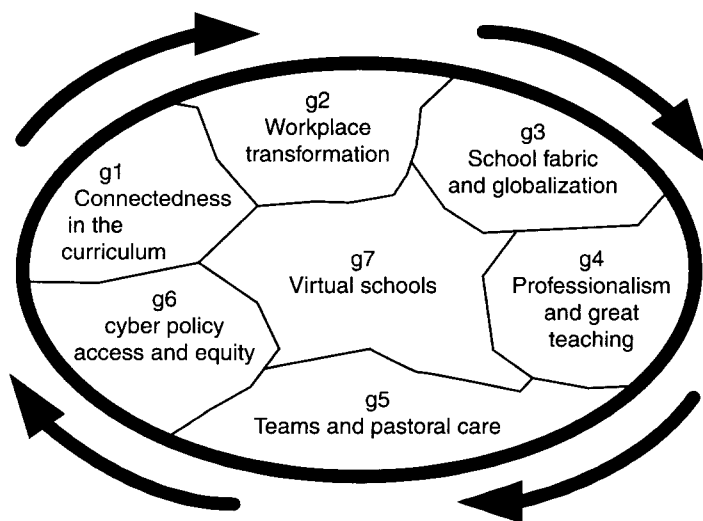 g1
Connectedness
in the
curriculum
g2
Workplace
transformation
g3
School fabric
and globalization
g4
Professionalism
and great
teaching
g5
Teams and pastoral care
g6
cyber policy
access and equity
g7
Virtual schools